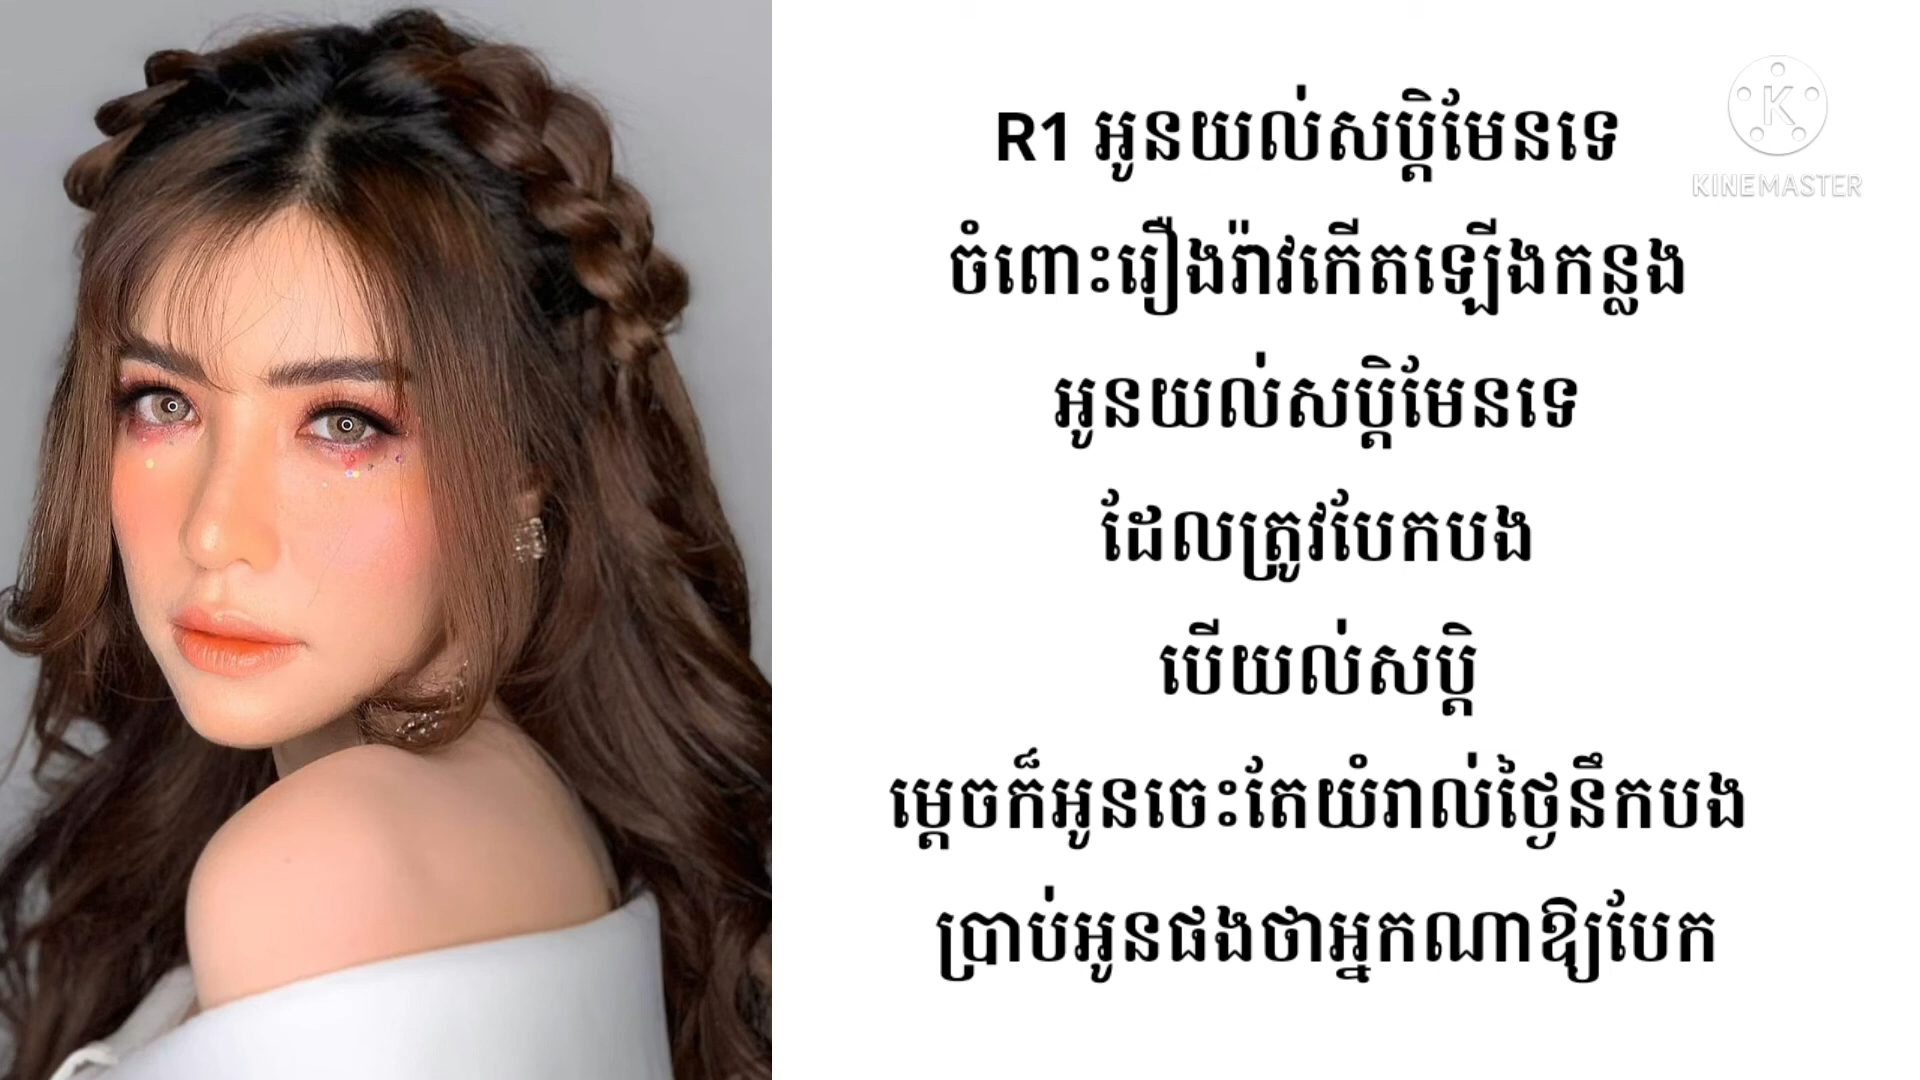 R1 អូនយល់សប្ដិមែនទេ
ចំពោះរឿងរ៉ាវកើតឡើងកន្លង
អូនយល់សប្ដិមែនទេ
ដែលត្រូវបែកបង
បើយល់សប្ដិ
ម្ដេចក៏អូនចេះតែយំរាល់ថ្ងៃនឹកបង
ប្រាប់អូនផងថាអ្នកណាឱ្យបែក
K
KINEMASTER